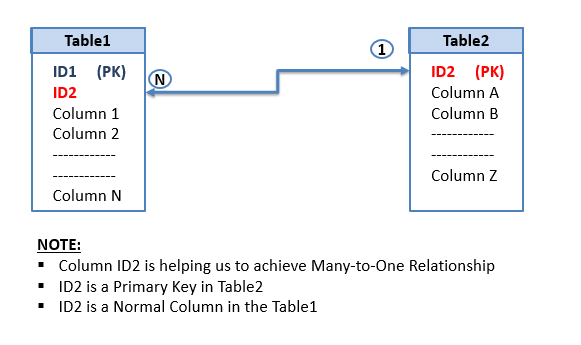 Table1
ID1 (PK)
ID2
Column 1
Column 2
------------
------------
Column N
N
1
Table2
ID2 (PK)
Column A
Column B
------------
------------
Column Z
NOTE:
▪ Column ID2 is helping us to achieve Many-to-One Relationship
▪ ID2 is a Primary Key in Table2
▪ ID2 is a Normal Column in the Table1